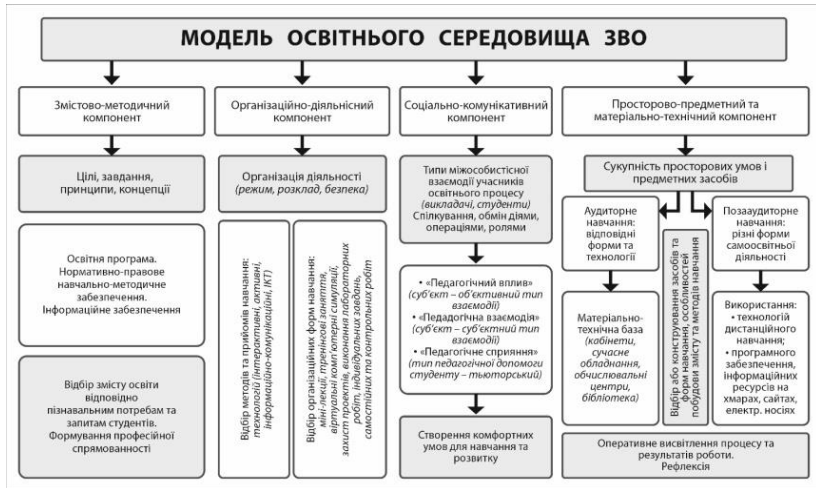 МОДЕЛЬ ОСВІТНЬОГО СЕРЕДОВИЩА ЗВО
Змістово-методичний
компонент
Цілі, завдання,
принципи, концепції
Освітня програма.
Нормативно-правове
навчально-методичне
забезпечення.
Інформаційне забезпечення
Відбір змісту освіти
відповідно
пізнавальним потребам та
запитам студентів.
Формування професійної
спрямованості
Організаційно-діяльнісний
компонент
Організація діяльності
(режим, розклад, безпека)
Відбір методів та прийомів навчання:
технології (інтерактивні, активні,
інформаційно-комунікаційні, ІКТ)
Відбір організаційних форм навчання:
міні-лекції, тренінгові заняття,
віртуальні комп'ютерні симуляції,
захист проектів, виконання лабораторних
робіт, індивідуальних завдань,
самостійних та контрольних робіт
Соціально-комунікативний
компонент
Типи міжособистісної
взаємодії учасників
освітнього процесу
(викладачі, студенти)
Спілкування, обмін діями,
операціями, ролями
• «Педагогічний вплив»
(суб'єкт – об'єктивний тип
взаємодії)
• «Педадогічна взаємодія»
(суб'єкт – суб'єктний тип
взаємодії)
• «Педагогічне сприяння»
(тип педагогічної допомоги
студенту – тьюторський)
Створення комфортних
умов для навчання та
розвитку
Просторово-предметний та
матеріально-технічний компонент
Сукупність просторових умов і
предметних засобів
Аудиторне
навчання:
відповідні
форми та
технології
Матеріально-
технічна база
(кабінети,
сучасне
обладнання,
обчислювальні
центри,
бібліотека)
Відбір або конструювання засобів та
форм навчання, особливостей
побудови змісту та методів навчання
Позааудиторне
навчання:
різні форми
самоосвітньої
діяльності
Використання:
• технологій
дистанційного
навчання;
• програмного
забезпечення,
інформаційних
ресурсів на
хмарах, сайтах,
електр. носіях
Оперативне висвітлення процесу та
результатів роботи.
Рефлексія